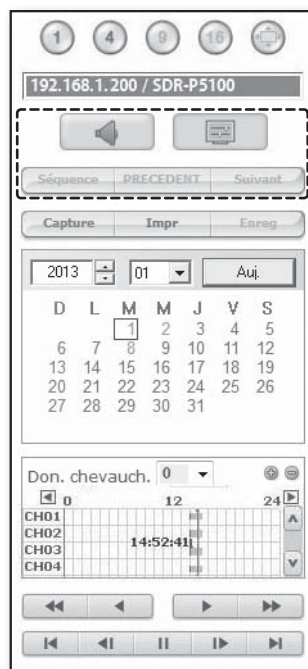 1 4 9 16
192.168.1.200 / SDR-P5100
Séquence PRECEDENT Suivant
Capture Impr Enreg
2013 01 Auj.
D L M M J V S
1 2 3 4 5
6 7 8 9 10 11 12
13 14 15 16 17 18 19
20 21 22 23 24 25 26
27 28 29 30 31
Don. chevauch. 0
0 12 24
CH01
CH02
14:52:41
CH03
CH04